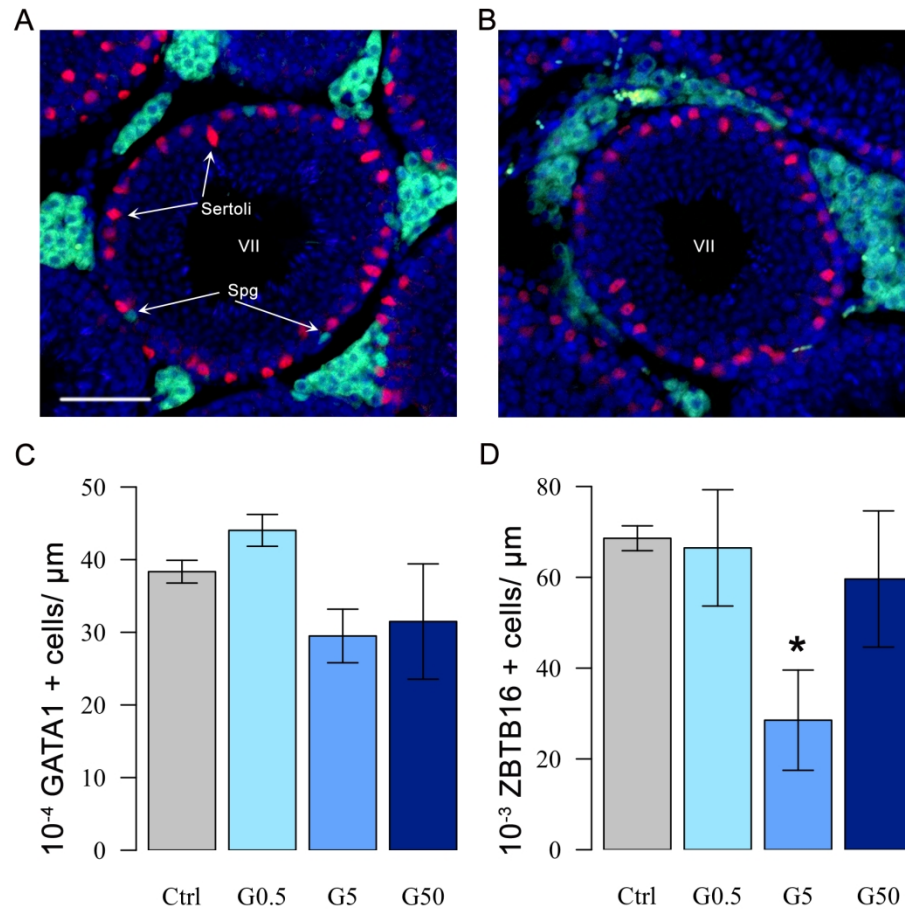 A
B
Sertoli
VII
Spg
VII
C
D
10⁻⁴ GATA1 + cells/ µm
50
40
30
20
10
0
Ctrl G0.5 G5 G50
10⁻³ ZBTB16 + cells/ µm
80
60
40
20
0
*
Ctrl G0.5 G5 G50